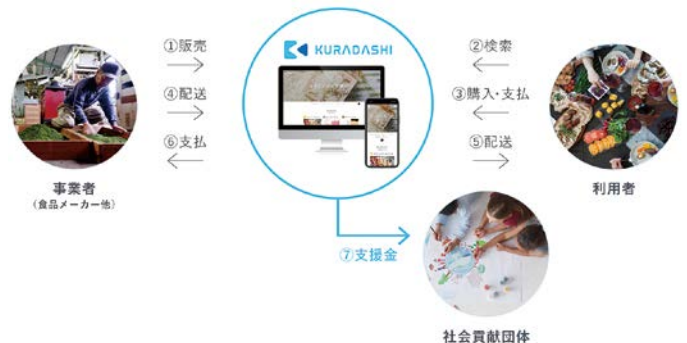 ①販売
KURADASHI
②検索
④配送
③購入・支払
⑥支払
⑤配送
事業者
(食品メーカー他)
利用者
⑦支援金
社会貢献団体